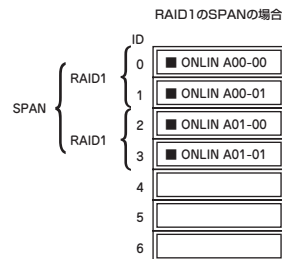 RAID1のSPANの場合
ID
0 ■ ONLIN A00-00
RAID1
1 ■ ONLIN A00-01
SPAN
2 ■ ONLIN A01-00
RAID1
3 ■ ONLIN A01-01
4
5
6